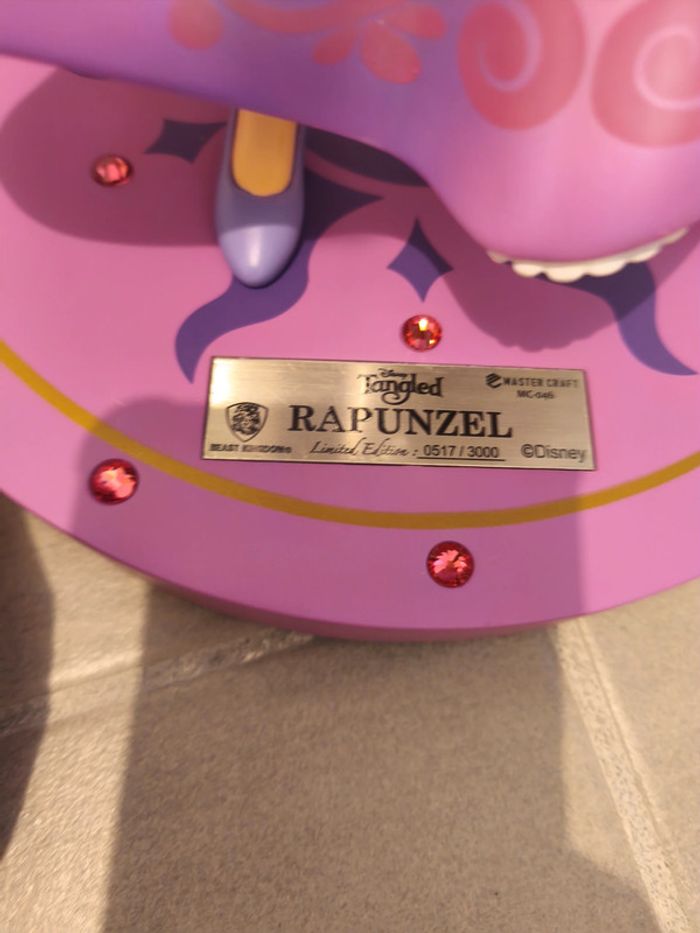 Disney
Tangled
MASTER CRAFT
MC-046
RAPUNZEL
BEAST KINGDOM
Limited Edition : 0517 / 3000
©Disney